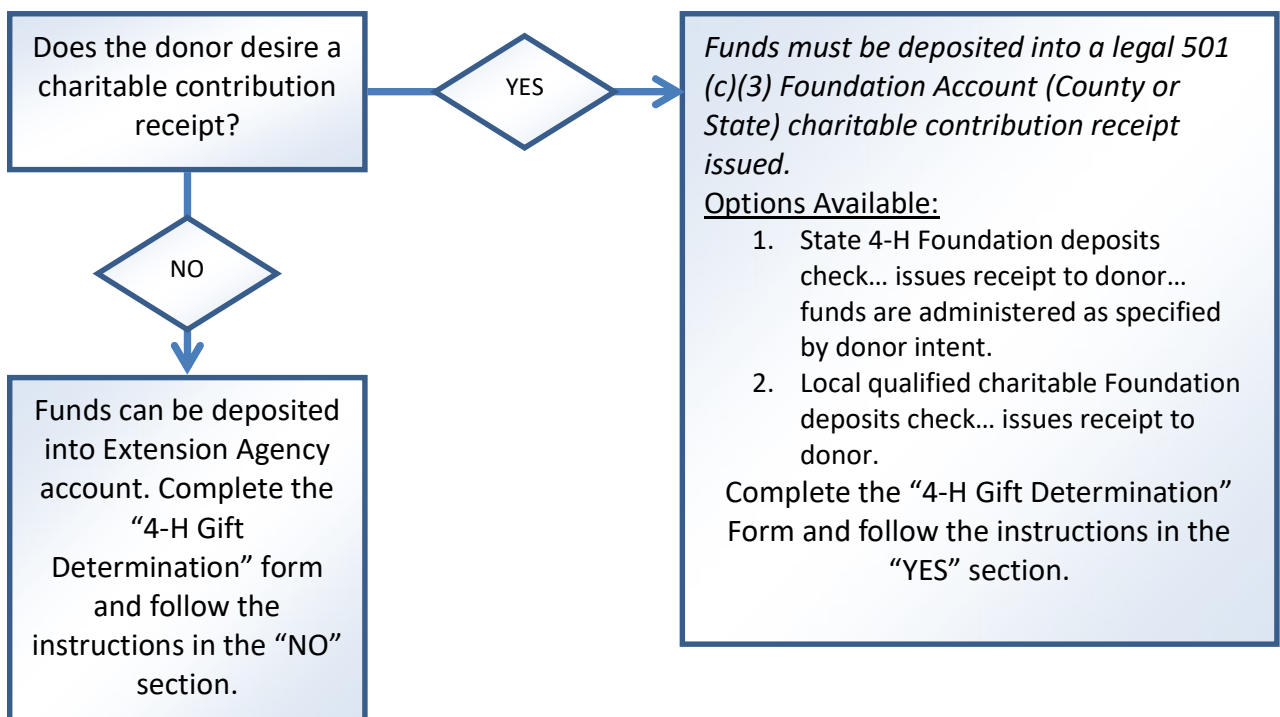 Does the donor desire a
charitable contribution
receipt?
YES
Funds must be deposited into a legal 501
(c)(3) Foundation Account (County or
State) charitable contribution receipt
issued.
Options Available:
1. State 4-H Foundation deposits
check… issues receipt to donor…
funds are administered as specified
by donor intent.
2. Local qualified charitable Foundation
deposits check… issues receipt to
donor.
Complete the “4-H Gift Determination”
Form and follow the instructions in the
“YES” section.
NO
Funds can be deposited
into Extension Agency
account. Complete the
“4-H Gift
Determination” form
and follow the
instructions in the “NO”
section.